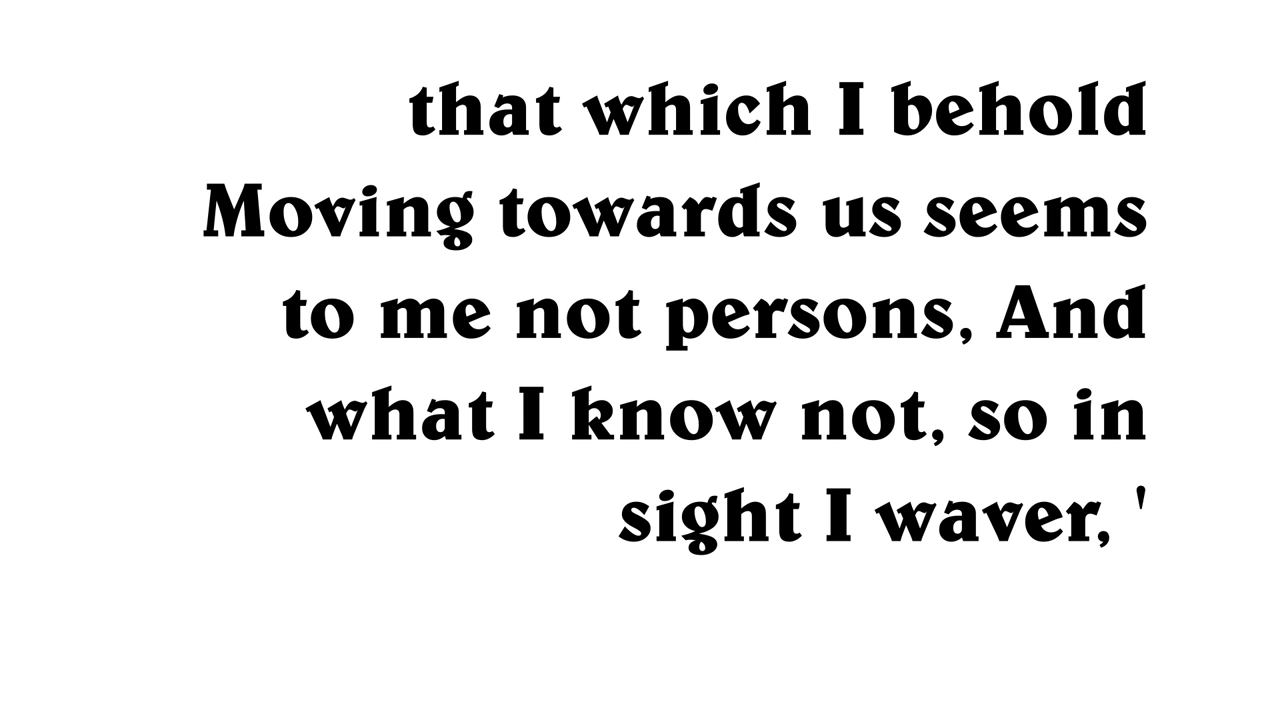 that which I behold
Moving towards us seems
to me not persons, And
what I know not, so in
sight I waver, '